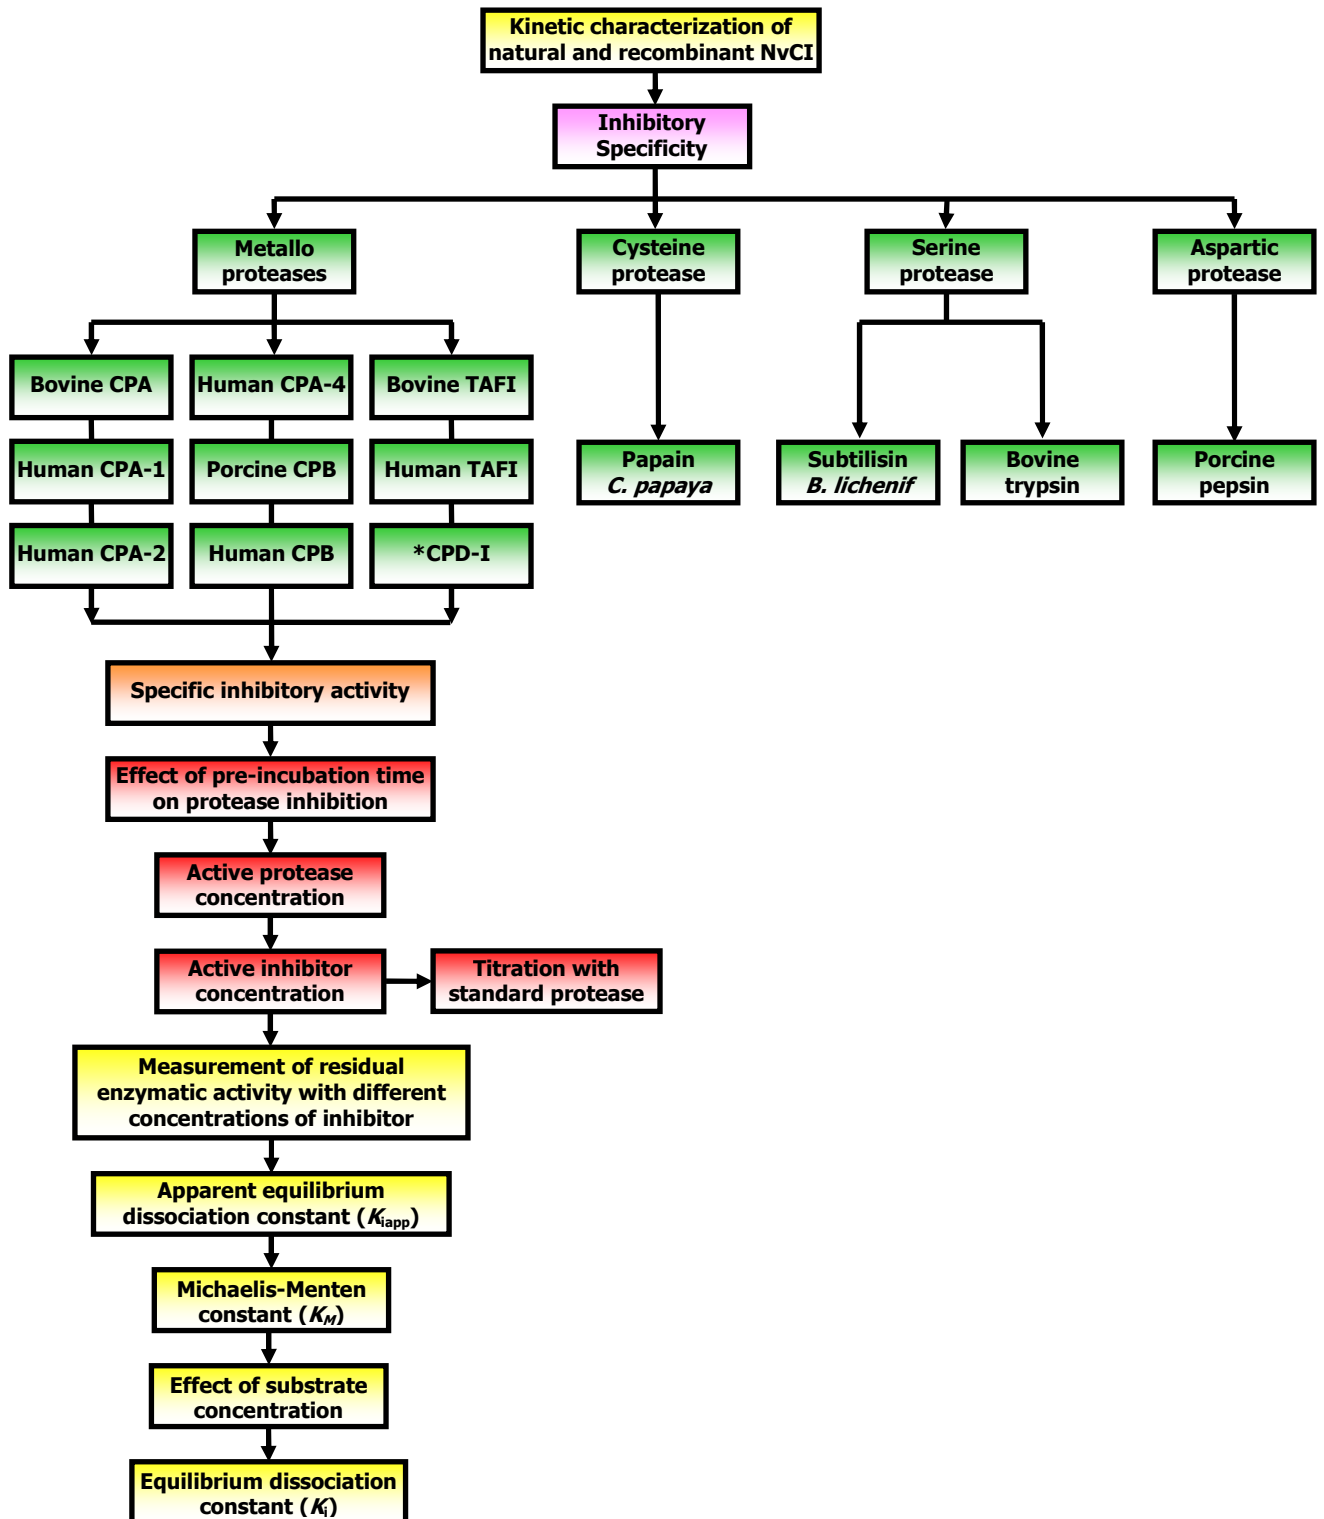 Kinetic characterization of
natural and recombinant NvCI
Inhibitory
Specificity
Metallo
proteases
Cysteine
protease
Serine
protease
Aspartic
protease
Bovine CPA
Human CPA-4
Bovine TAFI
Human CPA-1
Porcine CPB
Human TAFI
Papain
C. papaya
Subtilisin
B. lichenif
Bovine
trypsin
Porcine
pepsin
Human CPA-2
Human CPB
*CPD-I
Specific inhibitory activity
Effect of pre-incubation time
on protease inhibition
Active protease
concentration
Active inhibitor
concentration
Titration with
standard protease
Measurement of residual
enzymatic activity with different
concentrations of inhibitor
Apparent equilibrium
dissociation constant (Kiapp)
Michaelis-Menten
constant (KM)
Effect of substrate
concentration
Equilibrium dissociation
constant (Ki)